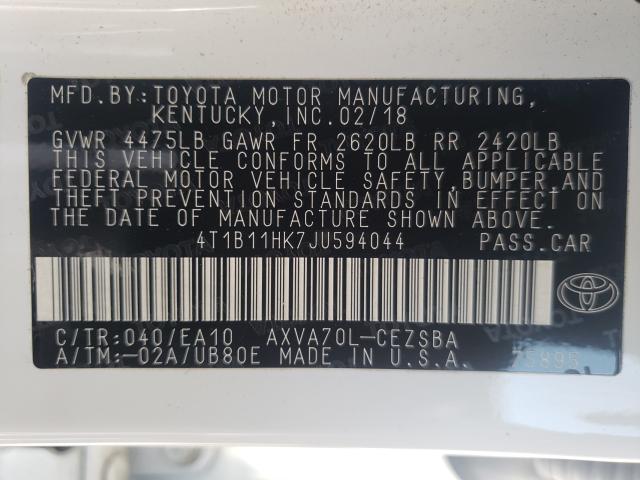 MFD.BY:TOYOTA MOTOR MANUFACTURING,
KENTUCKY,INC.02/18
GVWR 4475LB GAWR FR 2620LB RR 2420LB
THIS VEHICLE CONFORMS TO ALL APPLICABLE
FEDERAL MOTOR VEHICLE SAFETY,BUMPER,AND
THEFT PREVENTION STANDARDS IN EFFECT ON
THE DATE OF MANUFACTURE SHOWN ABOVE.
4T1B11HK7JU594044 PASS.CAR
C/TR:040/EA10 AXVA70L-CEZSBA
A/TM:-02A/UB80E MADE IN U.S.A.